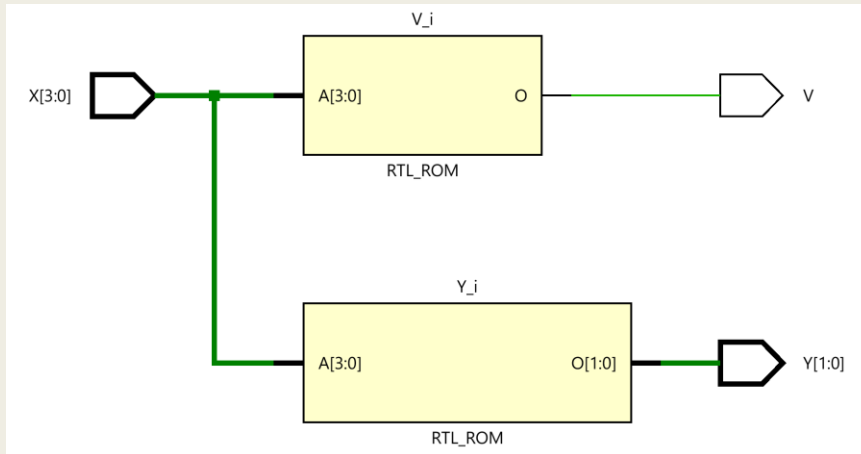 V_i
X[3:0]
A[3:0]
O
V
RTL_ROM
Y_i
A[3:0]
O[1:0]
Y[1:0]
RTL_ROM